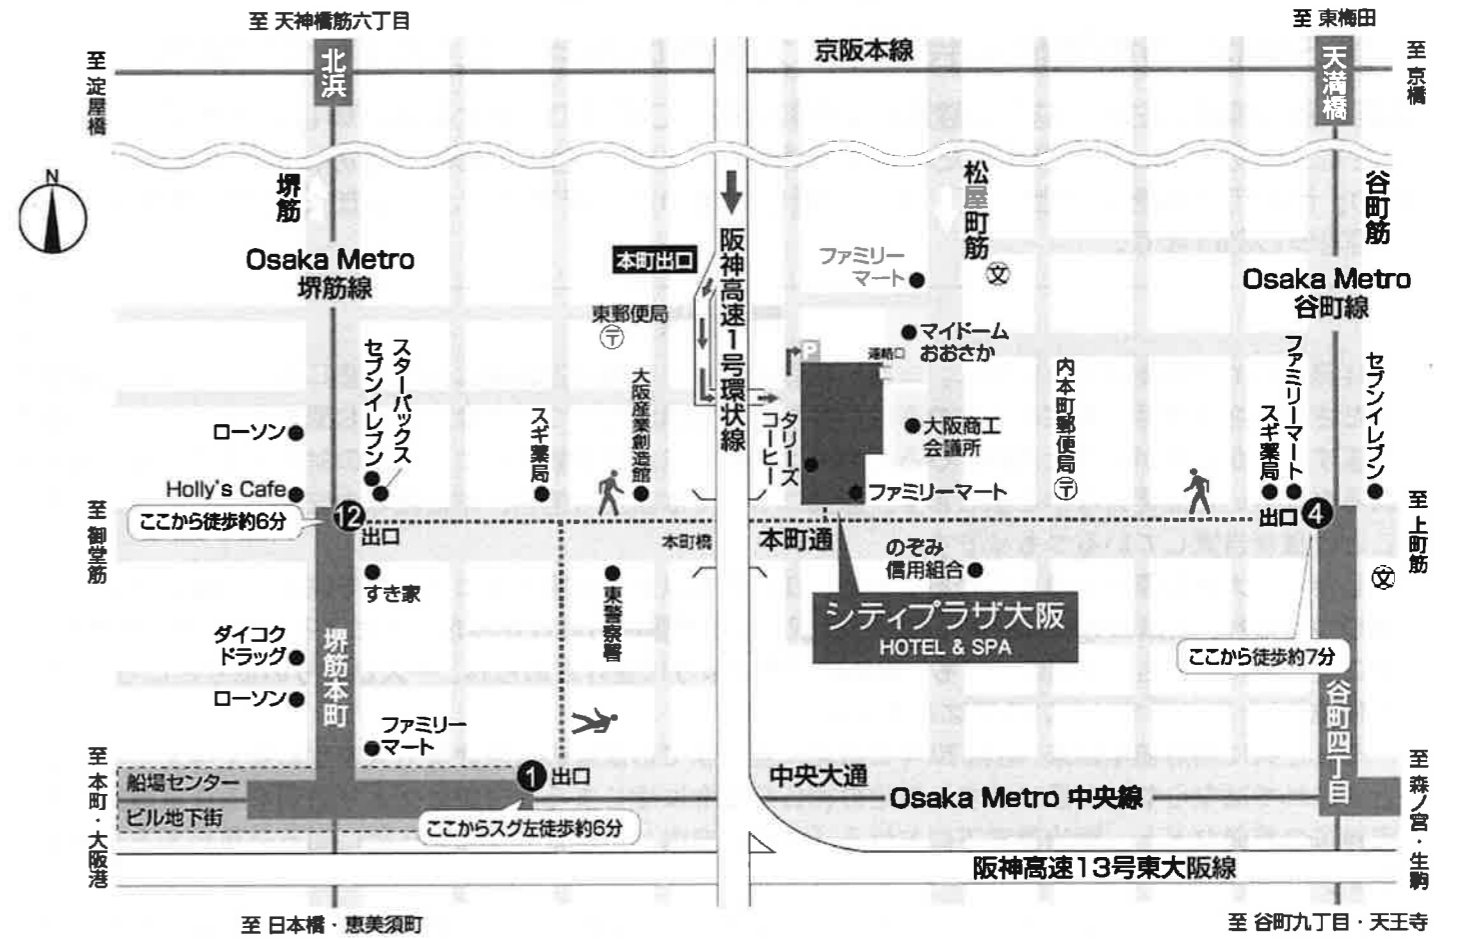 至 天神橋筋六丁目
至 東梅田
至 淀屋橋
北浜
京阪本線
天満橋
至 京橋
N
堺筋
松屋町筋
谷町筋
Osaka Metro
堺筋線
本町出口
阪神高速1号環状線
ファミリー
マート
文
Osaka Metro
谷町線
東郵便局
〒
マイドーム
おおさか
P
連絡口
スターバックス
セブンイレブン
大阪産業創造館
スギ薬局
ローソン
Holly's Cafe
タリーズ
コーヒー
大阪商工
会議所
ファミリーマート
内本町郵便局
〒
ファミリーマート
スギ薬局
セブンイレブン
至 御堂筋
ここから徒歩約6分
12
出口
本町橋
本町通
のぞみ
信用組合
出口
4
至 上町筋
文
すき家
東警察署
シティプラザ大阪
HOTEL & SPA
ダイコク
ドラッグ
ローソン
堺筋本町
ここから徒歩約7分
谷町四丁目
ファミリー
マート
至 本町・大阪港
船場センター
ビル地下街
1
出口
ここからスグ左徒歩約6分
中央大通
Osaka Metro 中央線
至 森ノ宮・生駒
阪神高速13号東大阪線
至 日本橋・恵美須町
至 谷町九丁目・天王寺